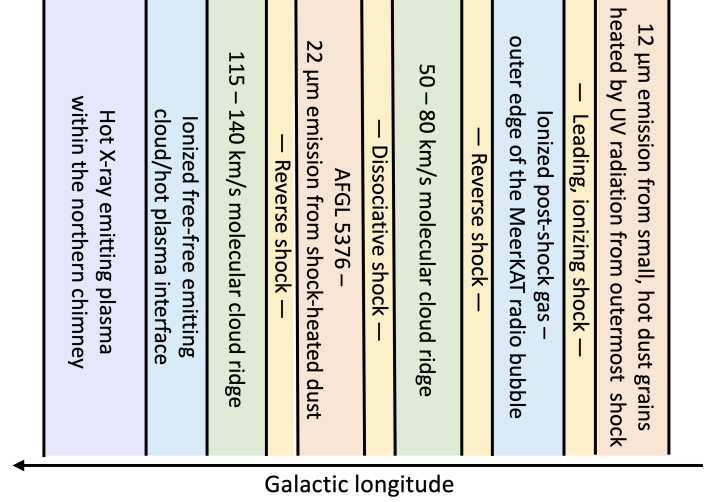 Hot X-ray emitting plasma
within the northern chimney
Ionized free-free emitting
cloud/hot plasma interface
115 – 140 km/s molecular cloud ridge
— Reverse shock —
AFGL 5376 –
22 μm emission from shock-heated dust
— Dissociative shock —
50 – 80 km/s molecular cloud ridge
— Reverse shock —
Ionized post-shock gas –
outer edge of the MeerKAT radio bubble
— Leading, ionizing shock —
12 μm emission from small, hot dust grains
heated by UV radiation from outermost shock
Galactic longitude